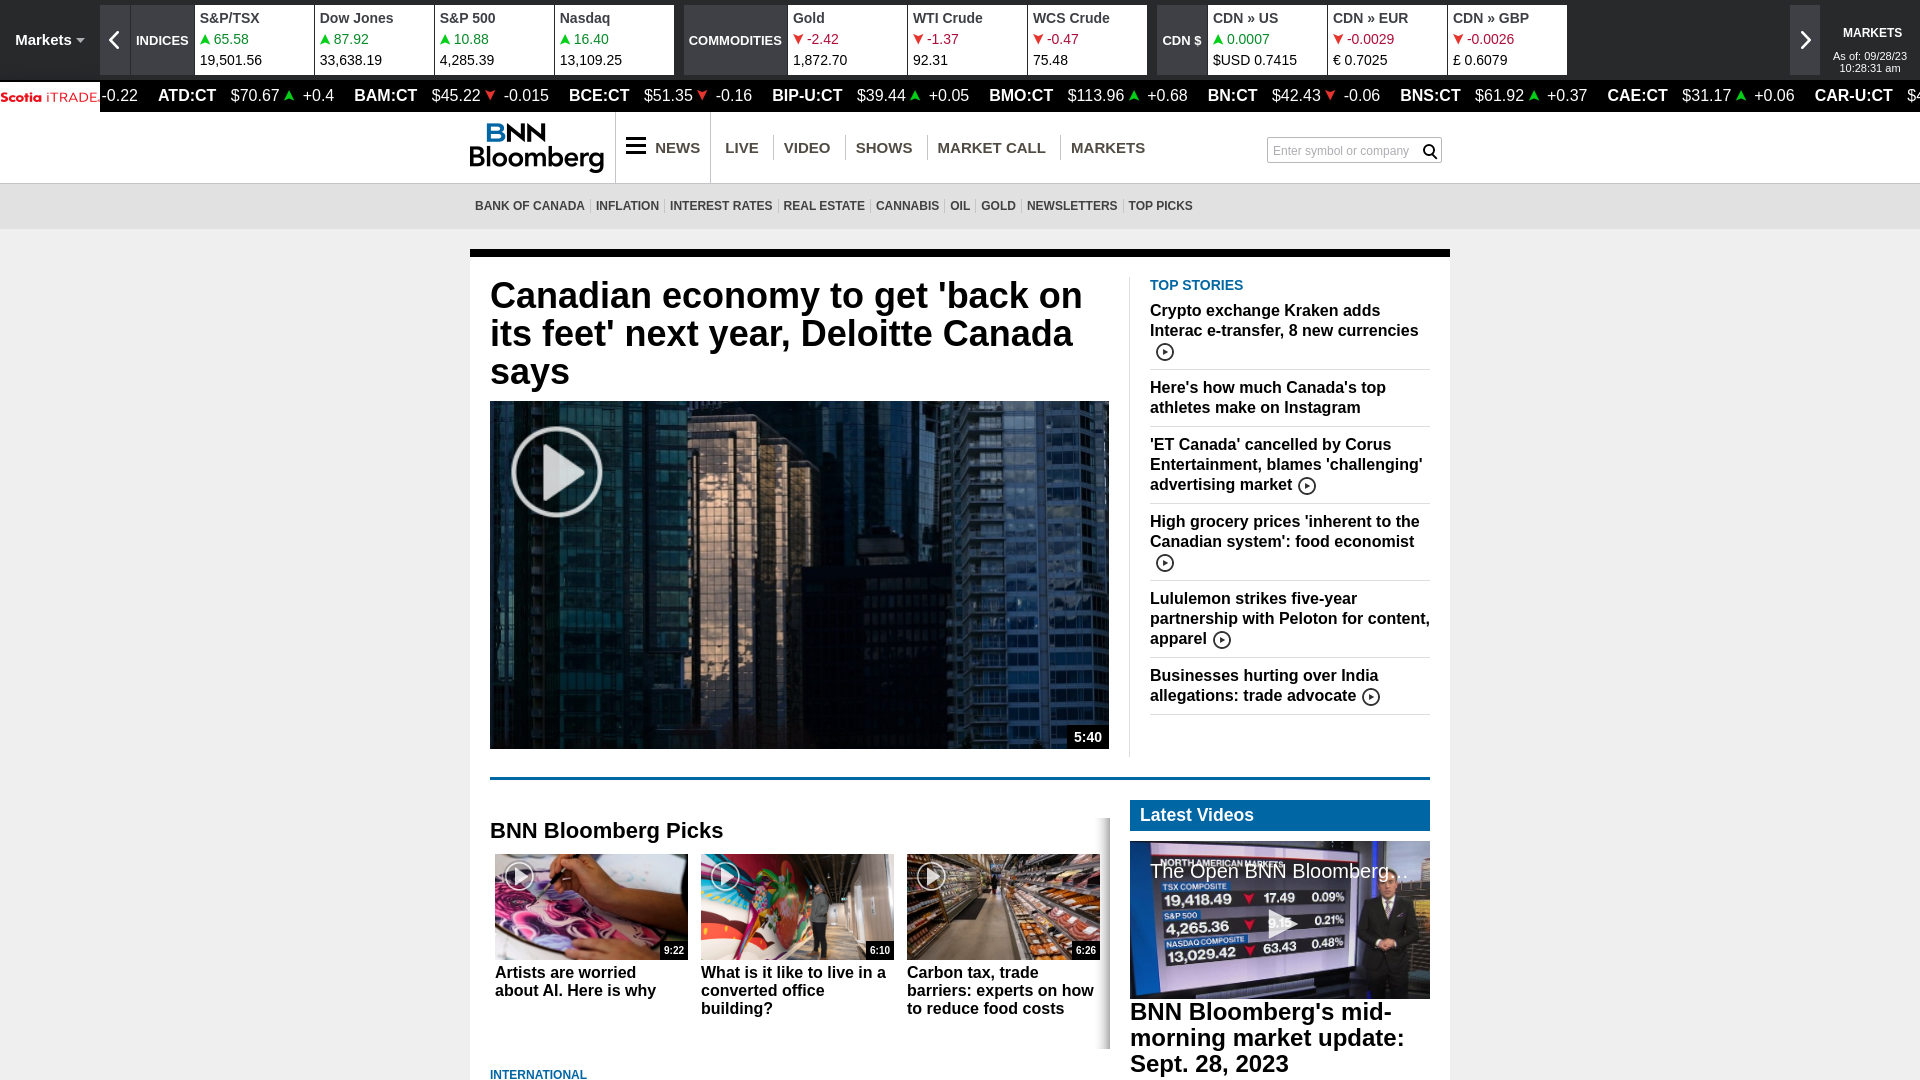 Markets
INDICES
S&P/TSX
65.58
19,501.56
Dow Jones
87.92
33,638.19
S&P 500
10.88
4,285.39
Nasdaq
16.40
13,109.25
COMMODITIES
Gold
-2.42
1,872.70
WTI Crude
-1.37
92.31
WCS Crude
-0.47
75.48
CDN $
CDN » US
0.0007
$USD 0.7415
CDN » EUR
-0.0029
€ 0.7025
CDN » GBP
-0.0026
£ 0.6079
MARKETS
As of: 09/28/23
10:28:31 am
Scotia iTRADE
-0.22 ATD:CT $70.67 +0.4 BAM:CT $45.22 -0.015 BCE:CT $51.35 -0.16 BIP-U:CT $39.44 +0.05 BMO:CT $113.96 +0.68 BN:CT $42.43 -0.06 BNS:CT $61.92 +0.37 CAE:CT $31.17 +0.06 CAR-U:CT
BNN
Bloomberg
NEWS LIVE VIDEO SHOWS MARKET CALL MARKETS
Enter symbol or company
BANK OF CANADA INFLATION INTEREST RATES REAL ESTATE CANNABIS OIL GOLD NEWSLETTERS TOP PICKS
Canadian economy to get 'back on
its feet' next year, Deloitte Canada
says
5:40
TOP STORIES
Crypto exchange Kraken adds
Interac e-transfer, 8 new currencies
Here's how much Canada's top
athletes make on Instagram
'ET Canada' cancelled by Corus
Entertainment, blames 'challenging'
advertising market
High grocery prices 'inherent to the
Canadian system': food economist
Lululemon strikes five-year
partnership with Peloton for content,
apparel
Businesses hurting over India
allegations: trade advocate
BNN Bloomberg Picks
9:22
Artists are worried
about AI. Here is why
6:10
What is it like to live in a
converted office
building?
6:26
Carbon tax, trade
barriers: experts on how
to reduce food costs
INTERNATIONAL
Latest Videos
The Open BNN Bloomberg...
NORTH AMERICAN MARKETS
TSX COMPOSITE
19,418.49 17.49 0.09%
S&P 500
4,265.36 9.15 0.21%
NASDAQ COMPOSITE
13,029.42 63.43 0.48%
BNN Bloomberg's mid-
morning market update:
Sept. 28, 2023